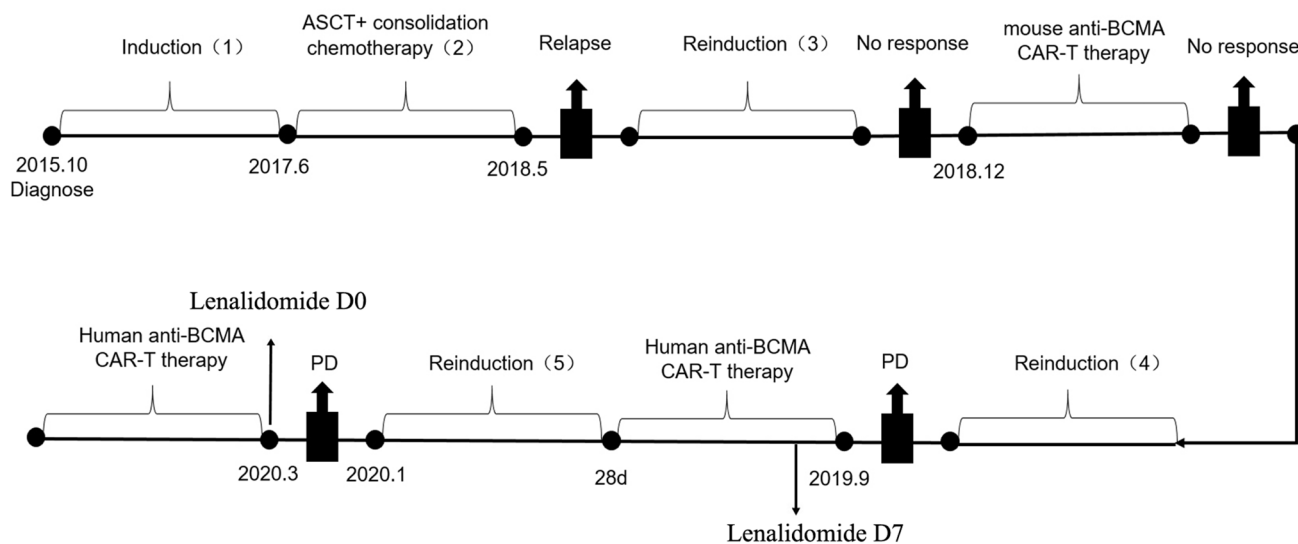 Induction（1）
ASCT+ consolidation
chemotherapy（2）
Relapse
Reinduction（3）
No response
mouse anti-BCMA
CAR-T therapy
No response
2015.10
Diagnose
2017.6
2018.5
2018.12
Lenalidomide D0
Human anti-BCMA
CAR-T therapy
PD
Reinduction（5）
Human anti-BCMA
CAR-T therapy
PD
Reinduction（4）
2020.3
2020.1
28d
2019.9
Lenalidomide D7